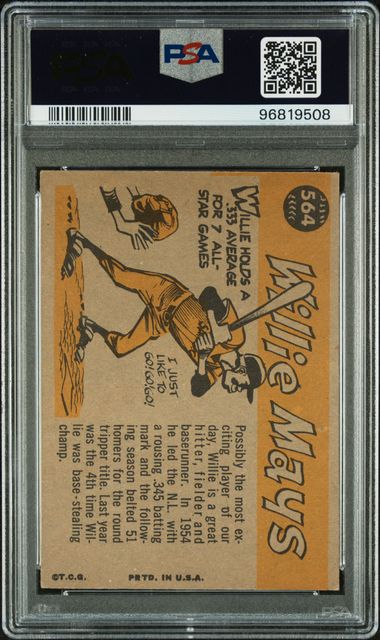 PSA
PSA
96819508
564
Willie Mays
WILLIE HOLDS A
.333 AVERAGE
FOR 7 ALL-
STAR GAMES
I JUST
LIKE TO
GO!GO!GO!
Possibly the most ex-
citing player of our
day, Willie is a great
hitter, fielder and
baserunner. In 1954
he led the N.L. with
a rousing .345 batting
mark and the follow-
ing season belted 51
homers for the round
tripper title. Last year
was the 4th time Wil-
lie was base-stealing
champ.
©T.C.G.
PRTD. IN U.S.A.